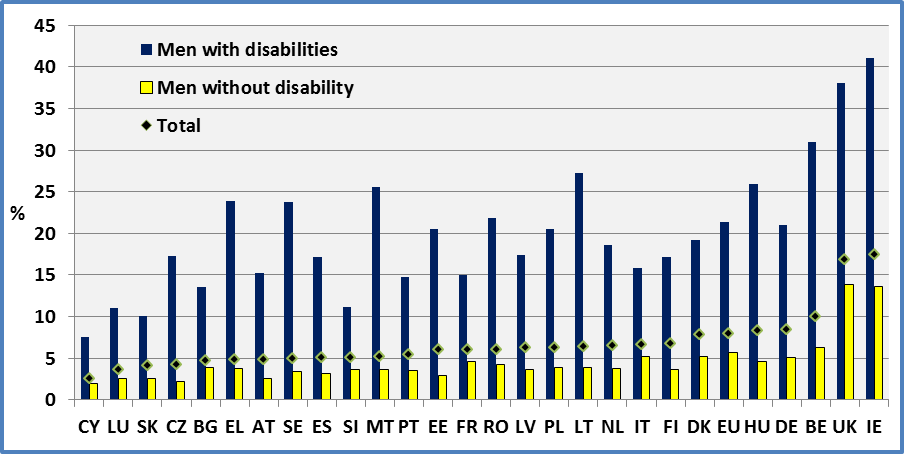 45
40
35
30
25
20
15
10
5
0
%
Men with disabilities
Men without disability
Total
CY LU SK CZ BG EL AT SE ES SI MT PT EE FR RO LV PL LT NL IT FI DK EU HU DE BE UK IE